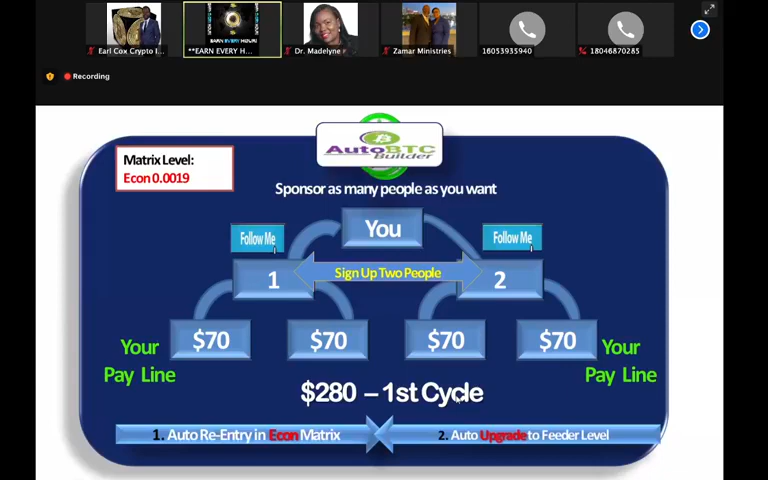 Earl Cox Crypto I...
**EARN EVERY H...
Dr. Madelyne
Zamar Ministries
16053935940
18046870285
EARN EVERY HOUR!
Recording
AutoBTC
Builder
Matrix Level:
Econ 0.0019
Sponsor as many people as you want
You
Follow Me
Follow Me
Sign Up Two People
1
2
$70
$70
$70
$70
Your
Pay Line
Your
Pay Line
$280 – 1st Cycle
1. Auto Re-Entry in Econ Matrix
2. Auto Upgrade to Feeder Level